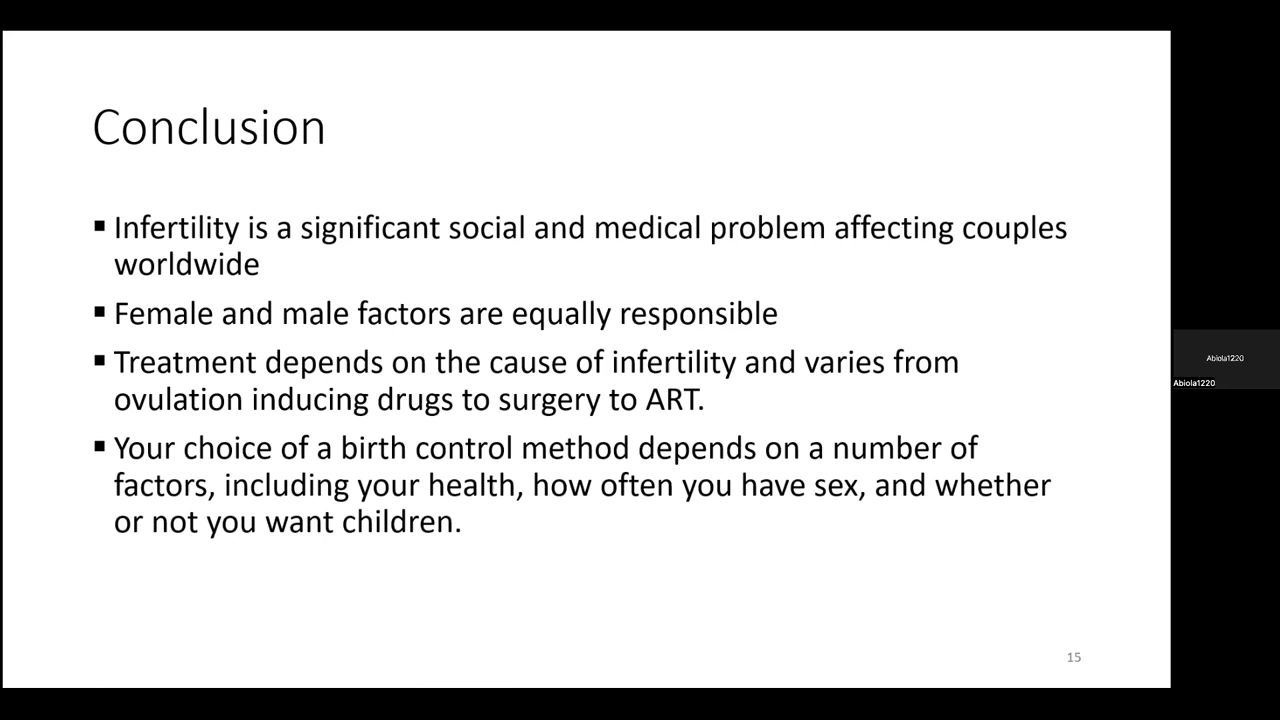 Conclusion
▪ Infertility is a significant social and medical problem affecting couples
worldwide
▪ Female and male factors are equally responsible
▪ Treatment depends on the cause of infertility and varies from
ovulation inducing drugs to surgery to ART.
▪ Your choice of a birth control method depends on a number of
factors, including your health, how often you have sex, and whether
or not you want children.
15
Abiola1220
Abiola1220